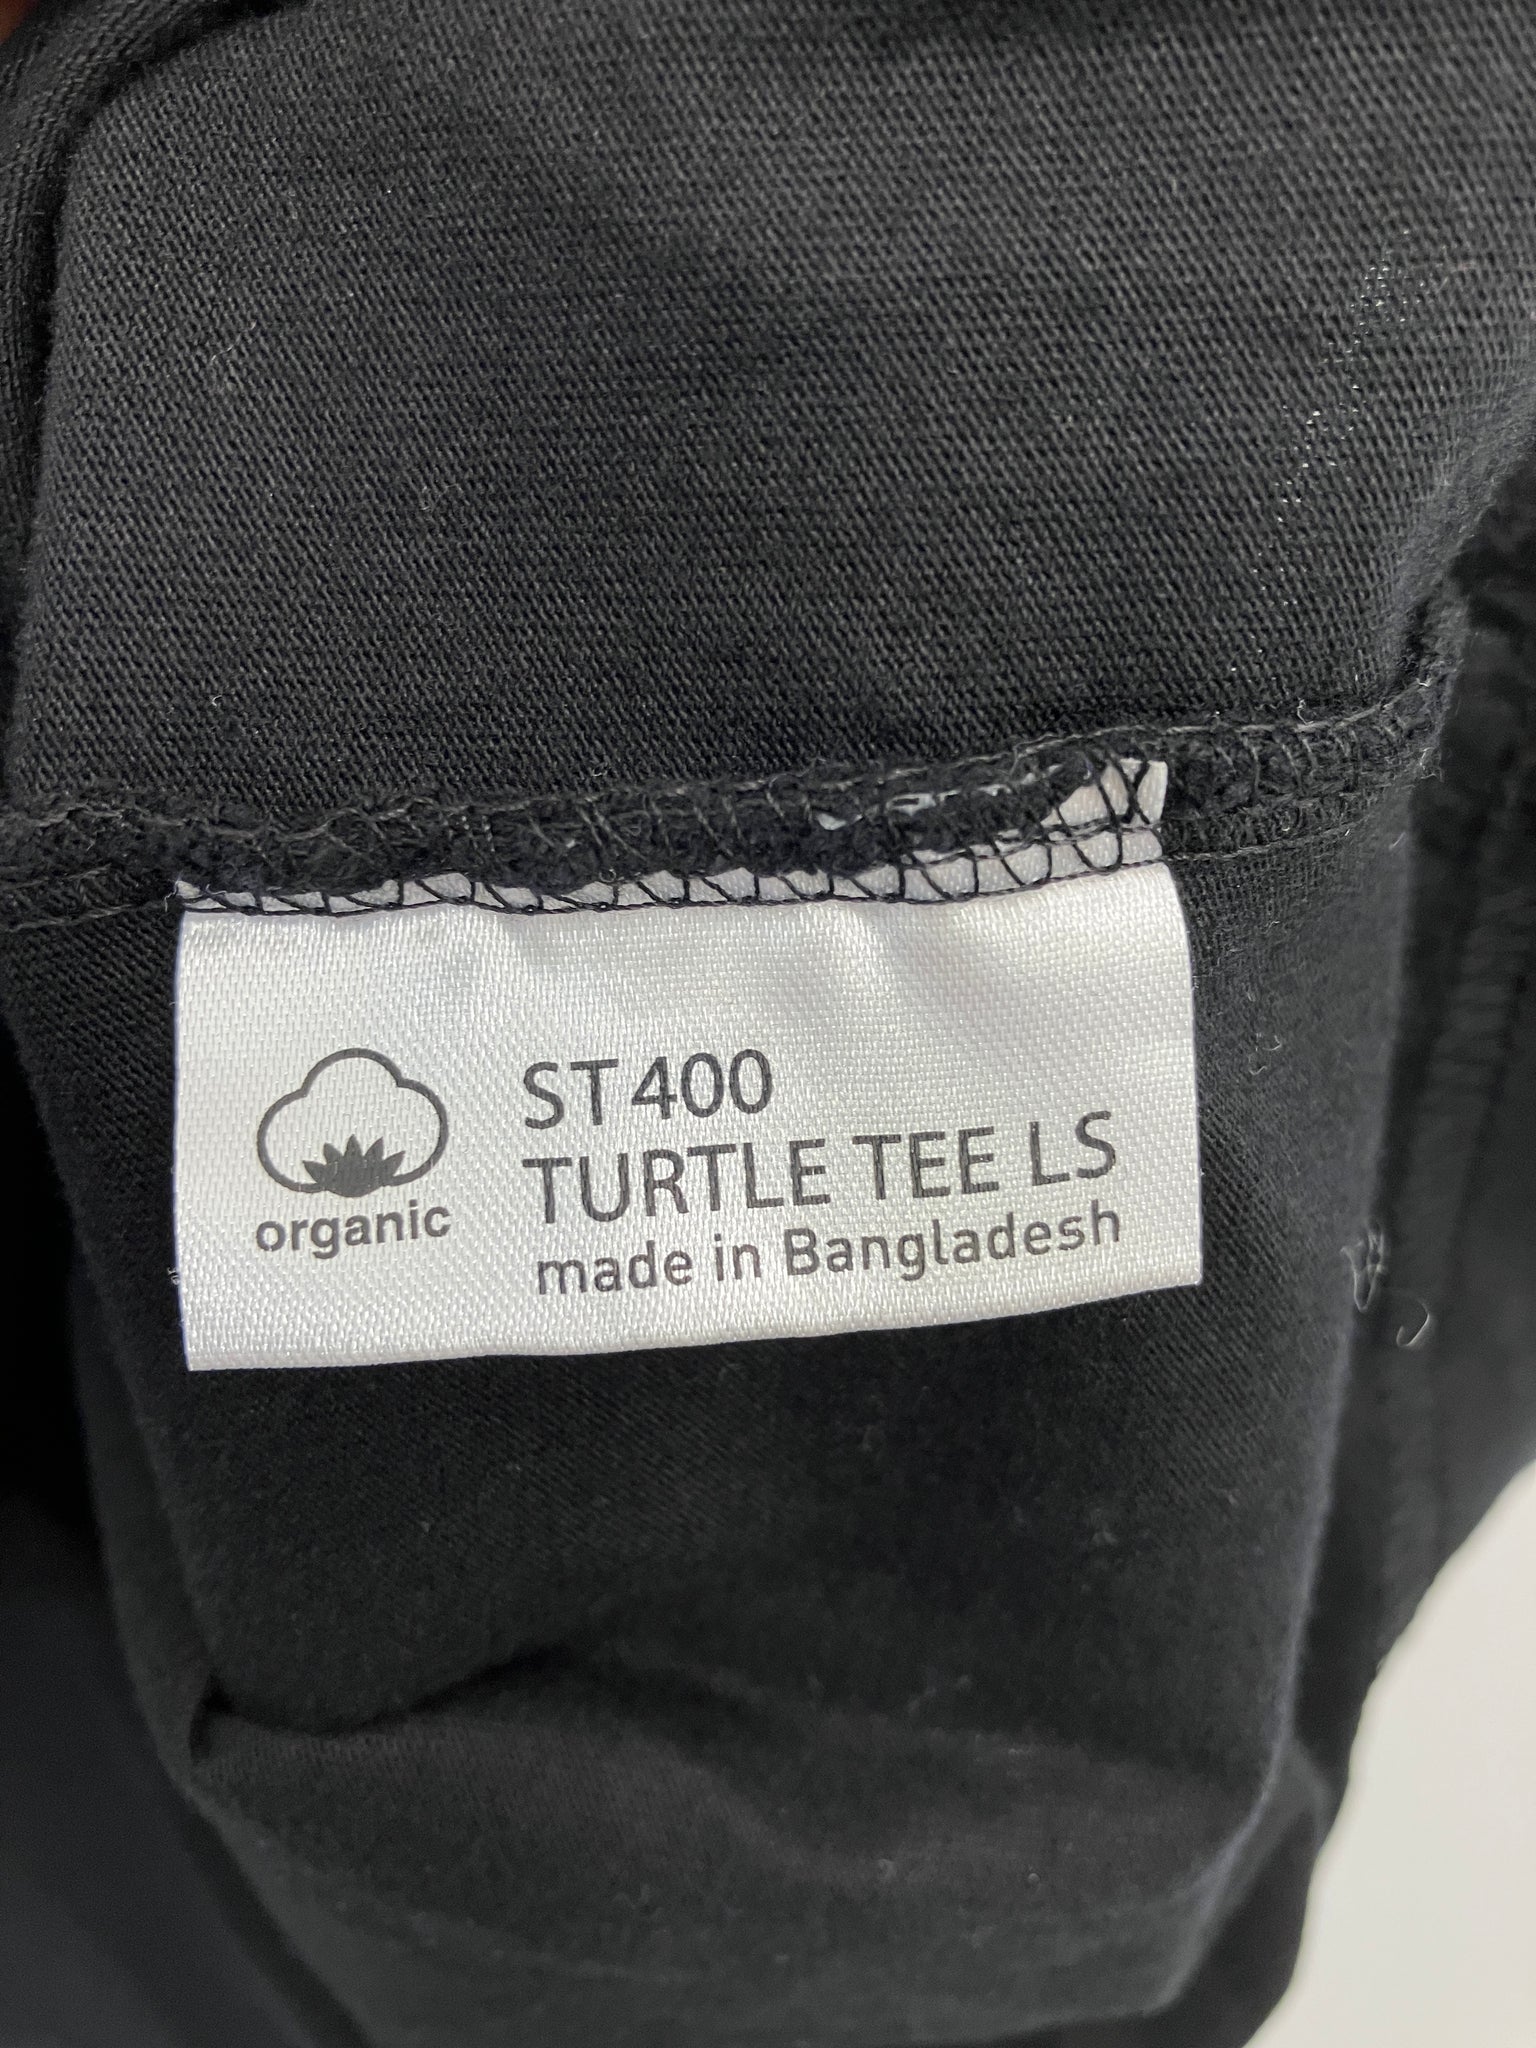 ST400
TURTLE TEE LS
made in Bangladesh
organic